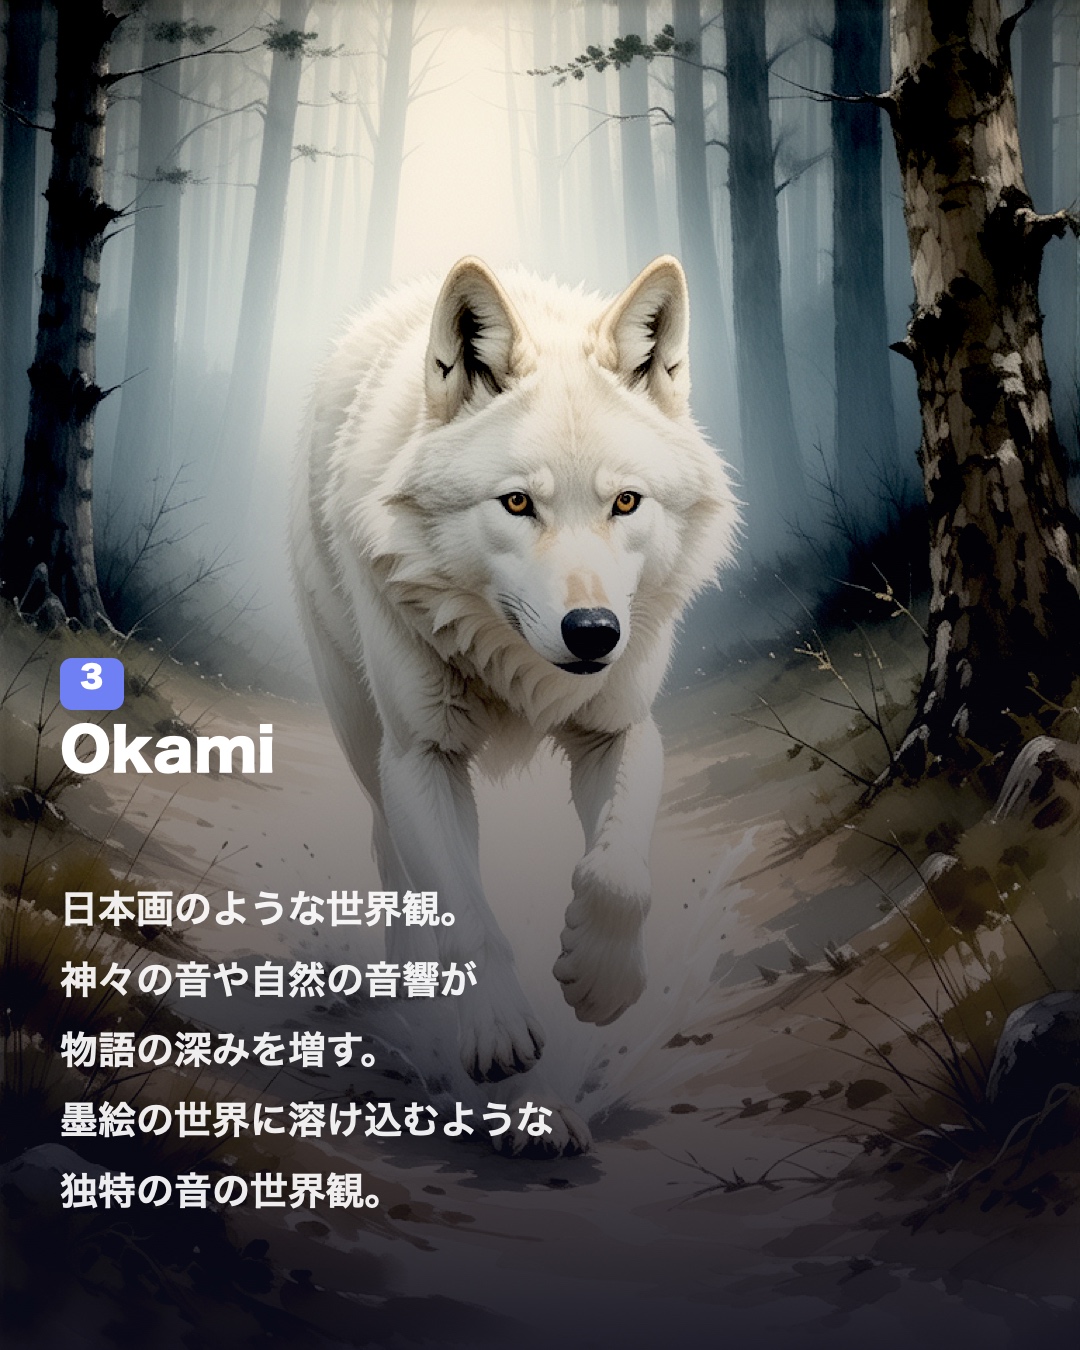 3
Okami
日本画のような世界観。
神々の音や自然の音響が
物語の深みを増す。
墨絵の世界に溶け込むような
独特の音の世界観。